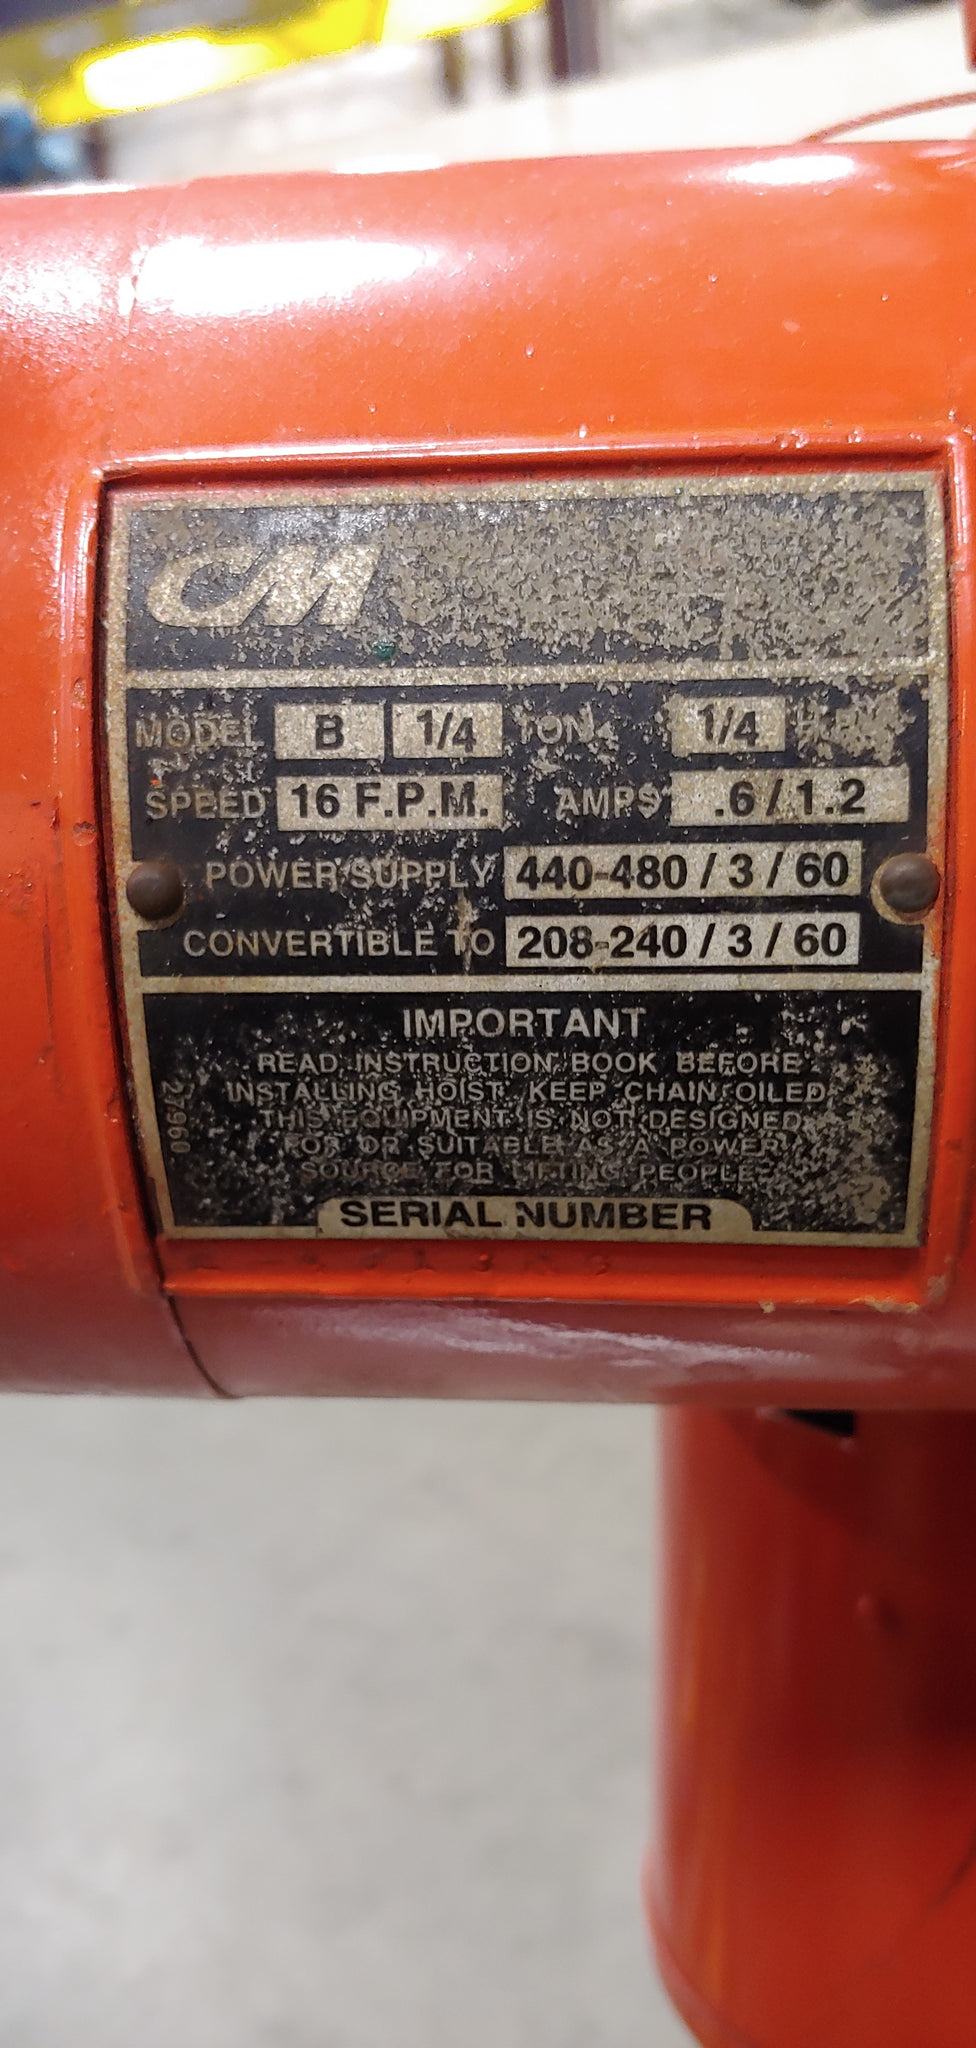 CM
MODEL B 1/4 TON 1/4 H.P.
SPEED 16 F.P.M. AMPS .6 / 1.2
POWER SUPPLY 440-480 / 3 / 60
CONVERTIBLE TO 208-240 / 3 / 60
IMPORTANT
READ INSTRUCTION BOOK BEFORE
INSTALLING HOIST. KEEP CHAIN OILED
THIS EQUIPMENT IS NOT DESIGNED
FOR OR SUITABLE AS A POWER
SOURCE FOR LIFTING PEOPLE
SERIAL NUMBER